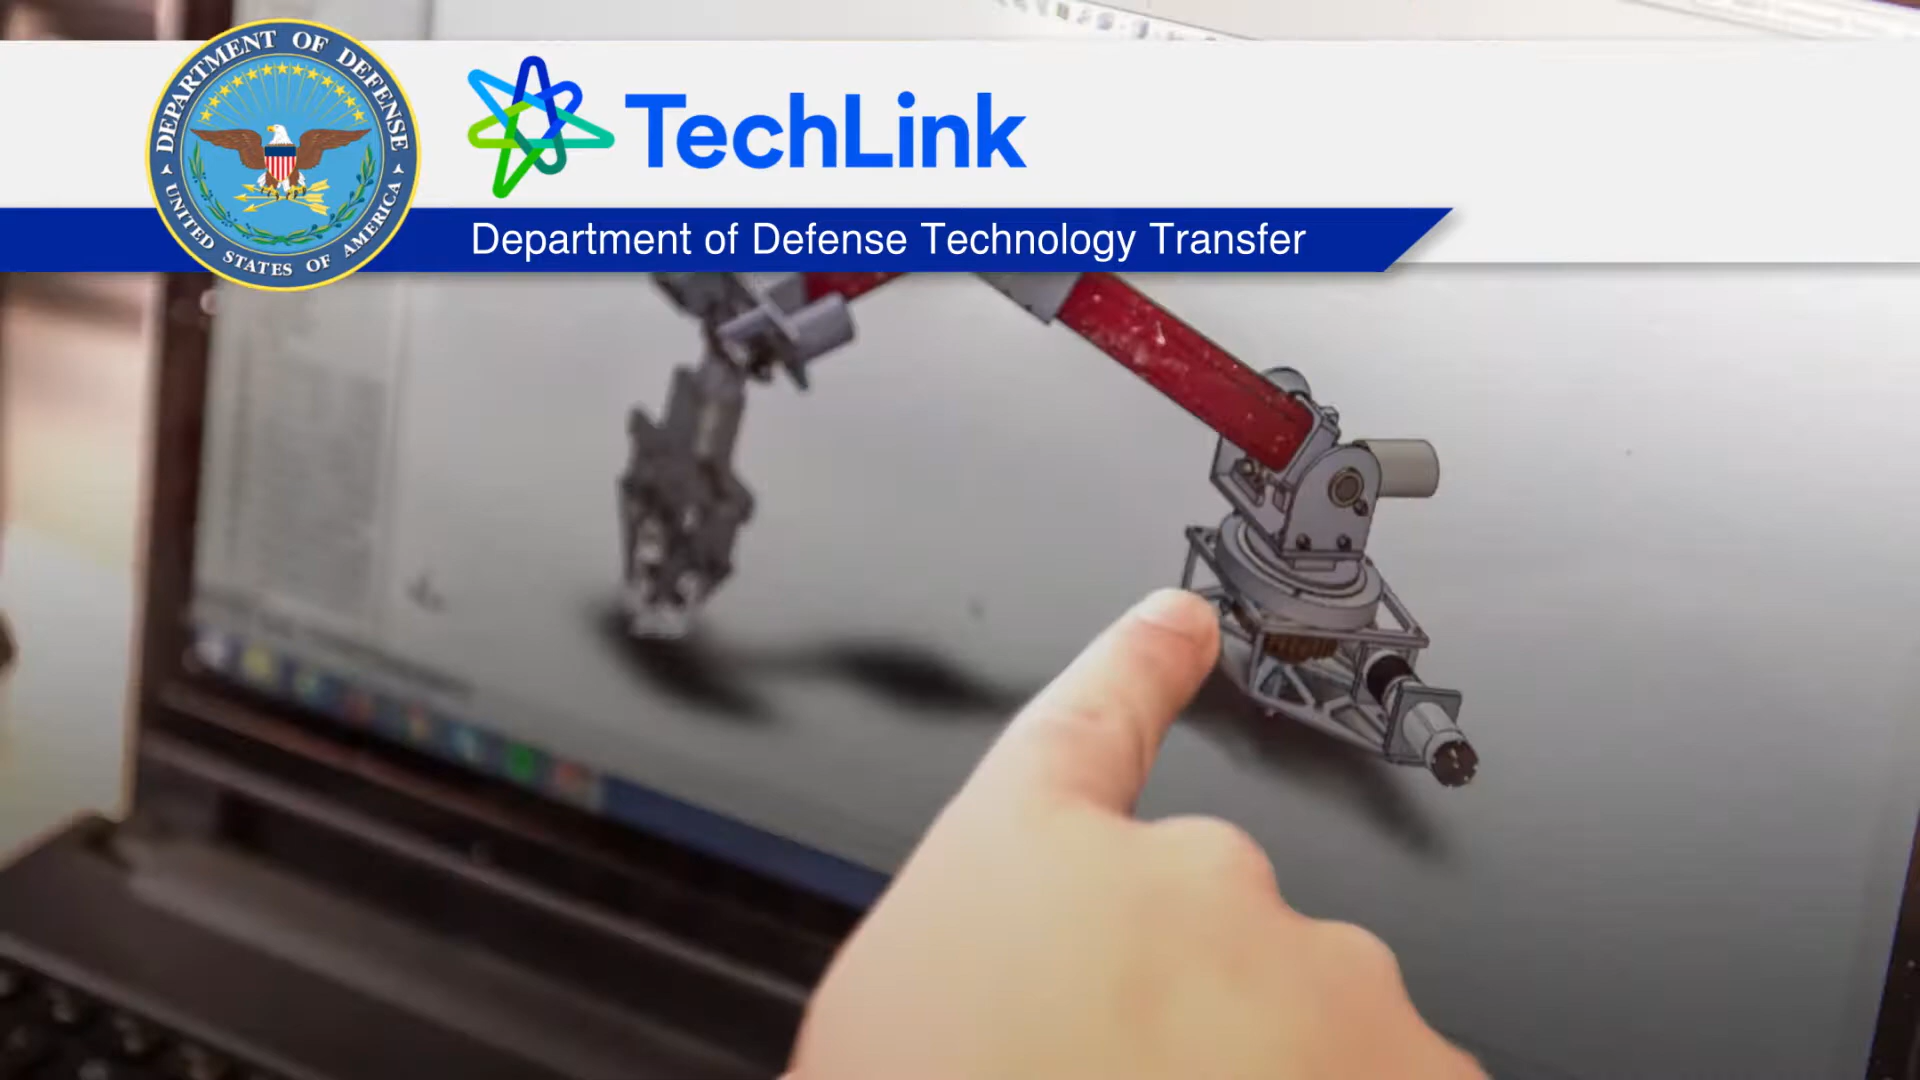 DEPARTMENT OF DEFENSE
UNITED STATES OF AMERICA
TechLink
Department of Defense Technology Transfer